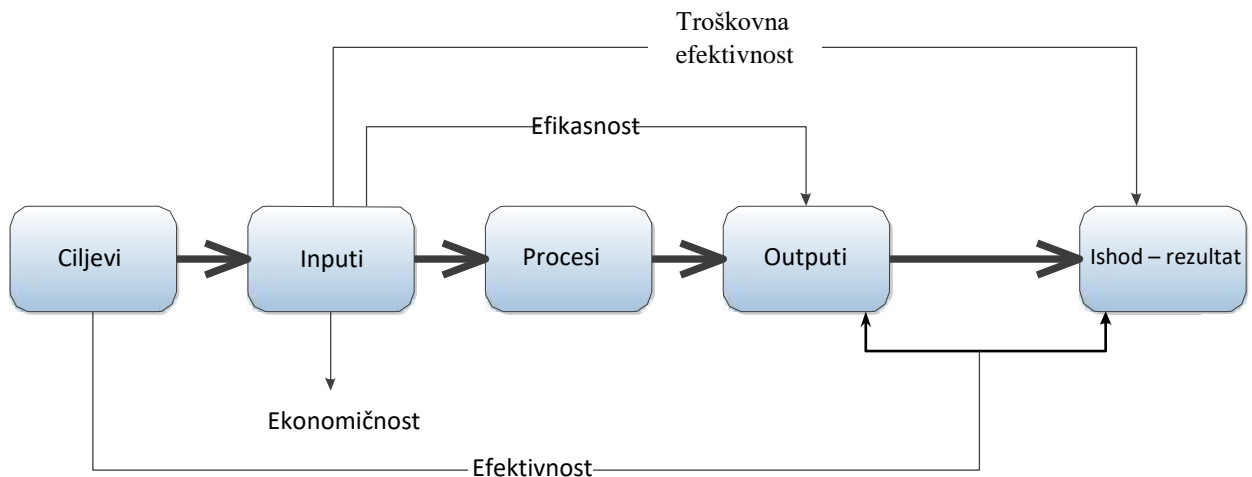 Troškovna
efektivnost
Efikasnost
Ciljevi
Inputi
Procesi
Outputi
Ishod – rezultat
Ekonomičnost
Efektivnost